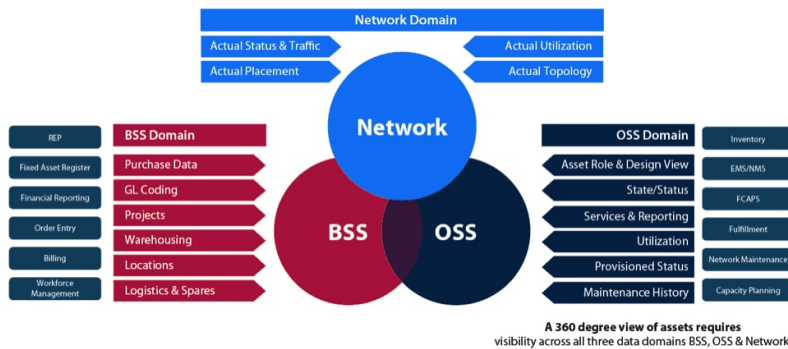 Network Domain
Actual Status & Traffic
Actual Utilization
Actual Placement
Actual Topology
Network
REP
Fixed Asset Register
Financial Reporting
Order Entry
Billing
Workforce
Management
BSS Domain
Purchase Data
GL Coding
Projects
Warehousing
Locations
Logistics & Spares
BSS
OSS
OSS Domain
Asset Role & Design View
State/Status
Services & Reporting
Utilization
Provisioned Status
Maintenance History
Inventory
EMS/NMS
FCAPS
Fulfillment
Network Maintenance
Capacity Planning
A 360 degree view of assets requires
visibility across all three data domains BSS, OSS & Network